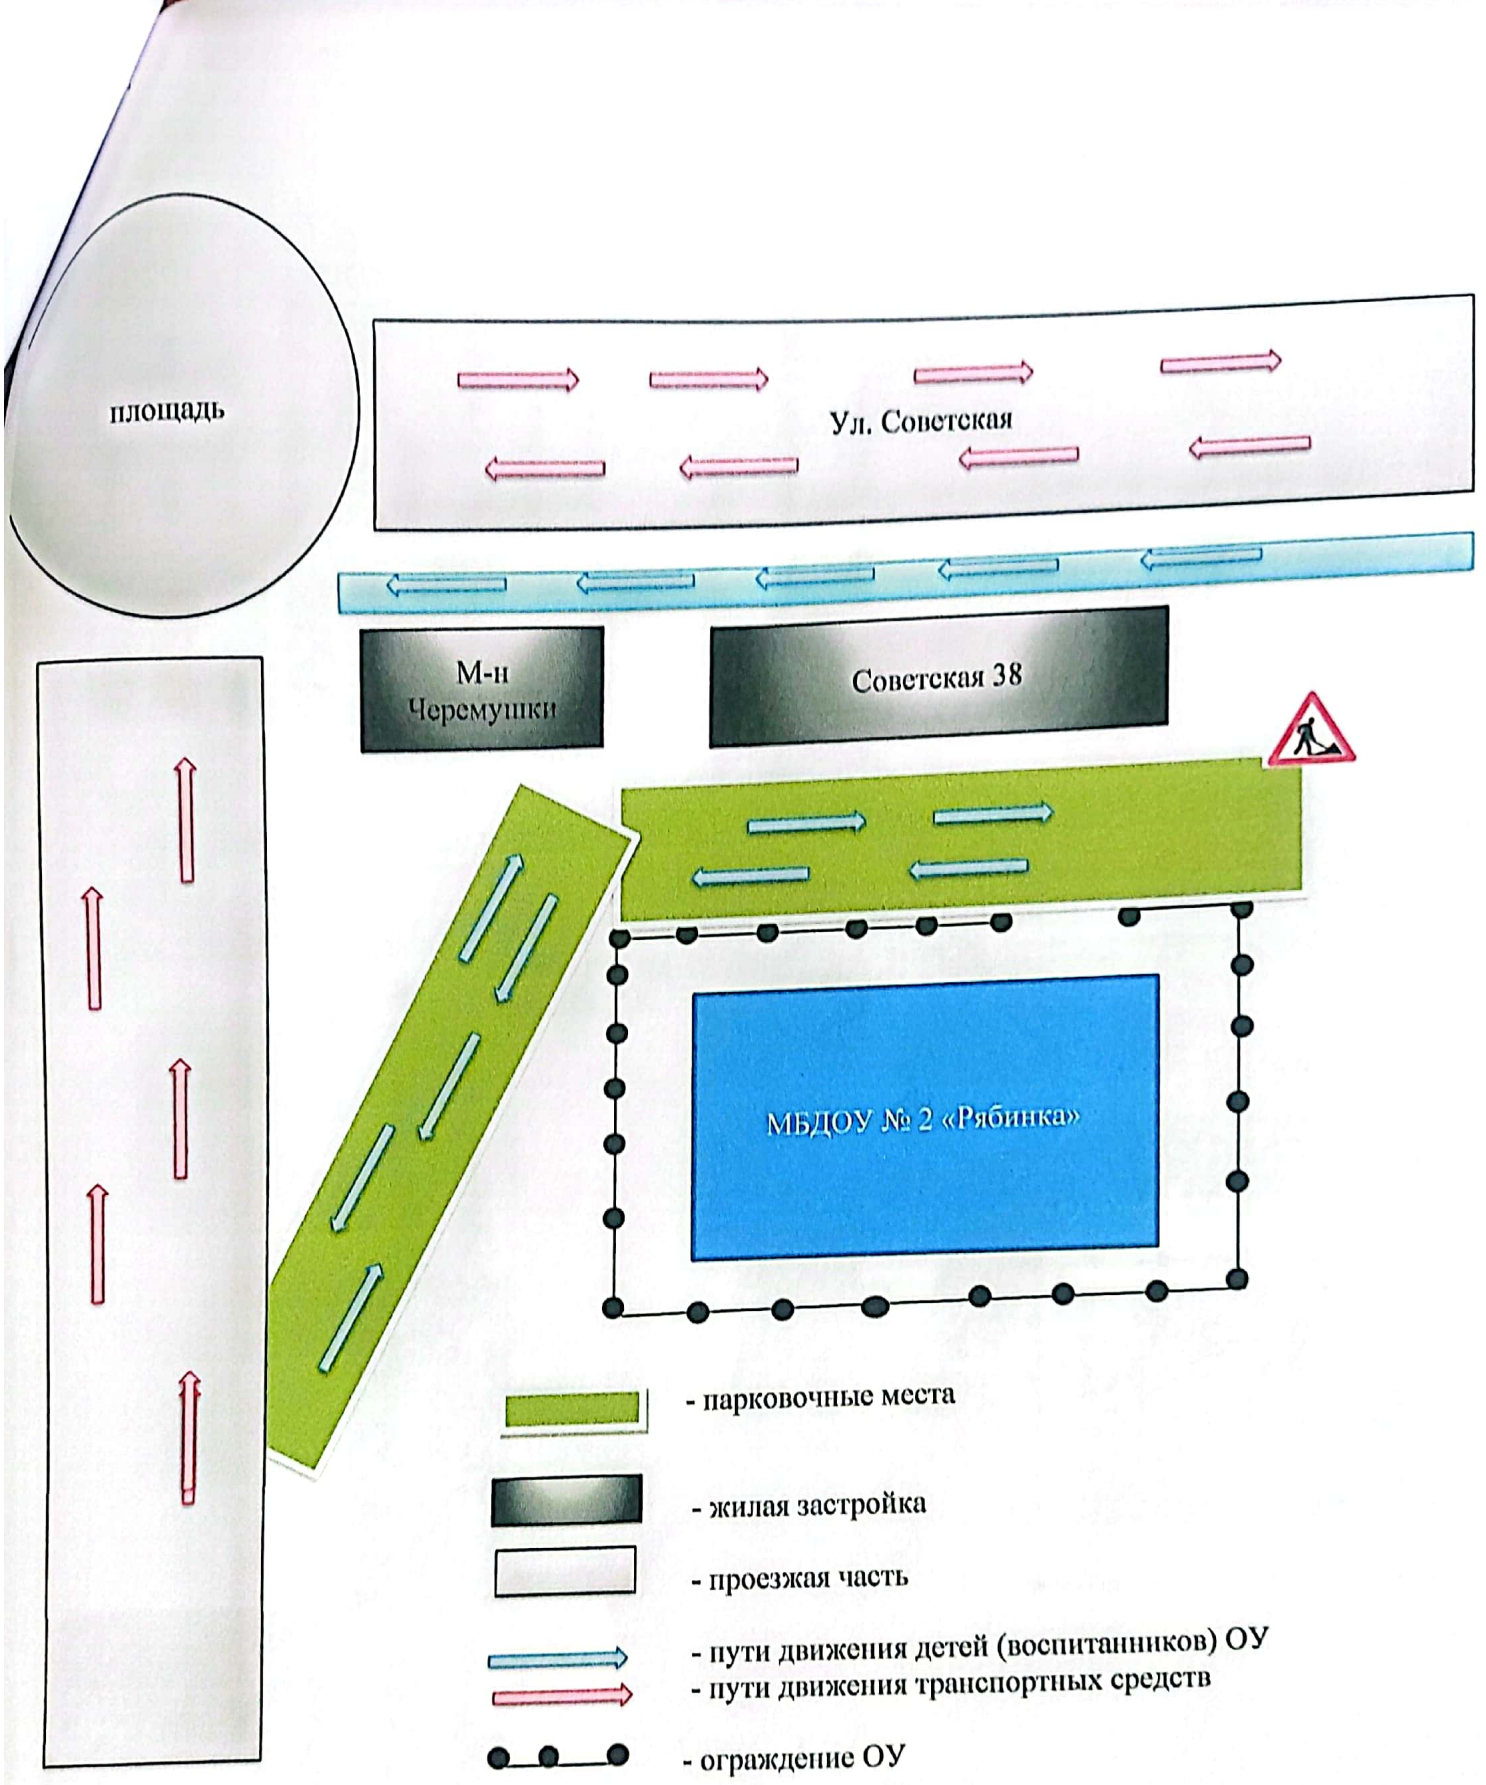 площадь
Ул. Советская
М-н
Черемушки
Советская 38
МБДОУ № 2 «Рябинка»
- парковочные места
- жилая застройка
- проезжая часть
- пути движения детей (воспитанников) ОУ
- пути движения транспортных средств
- ограждение ОУ